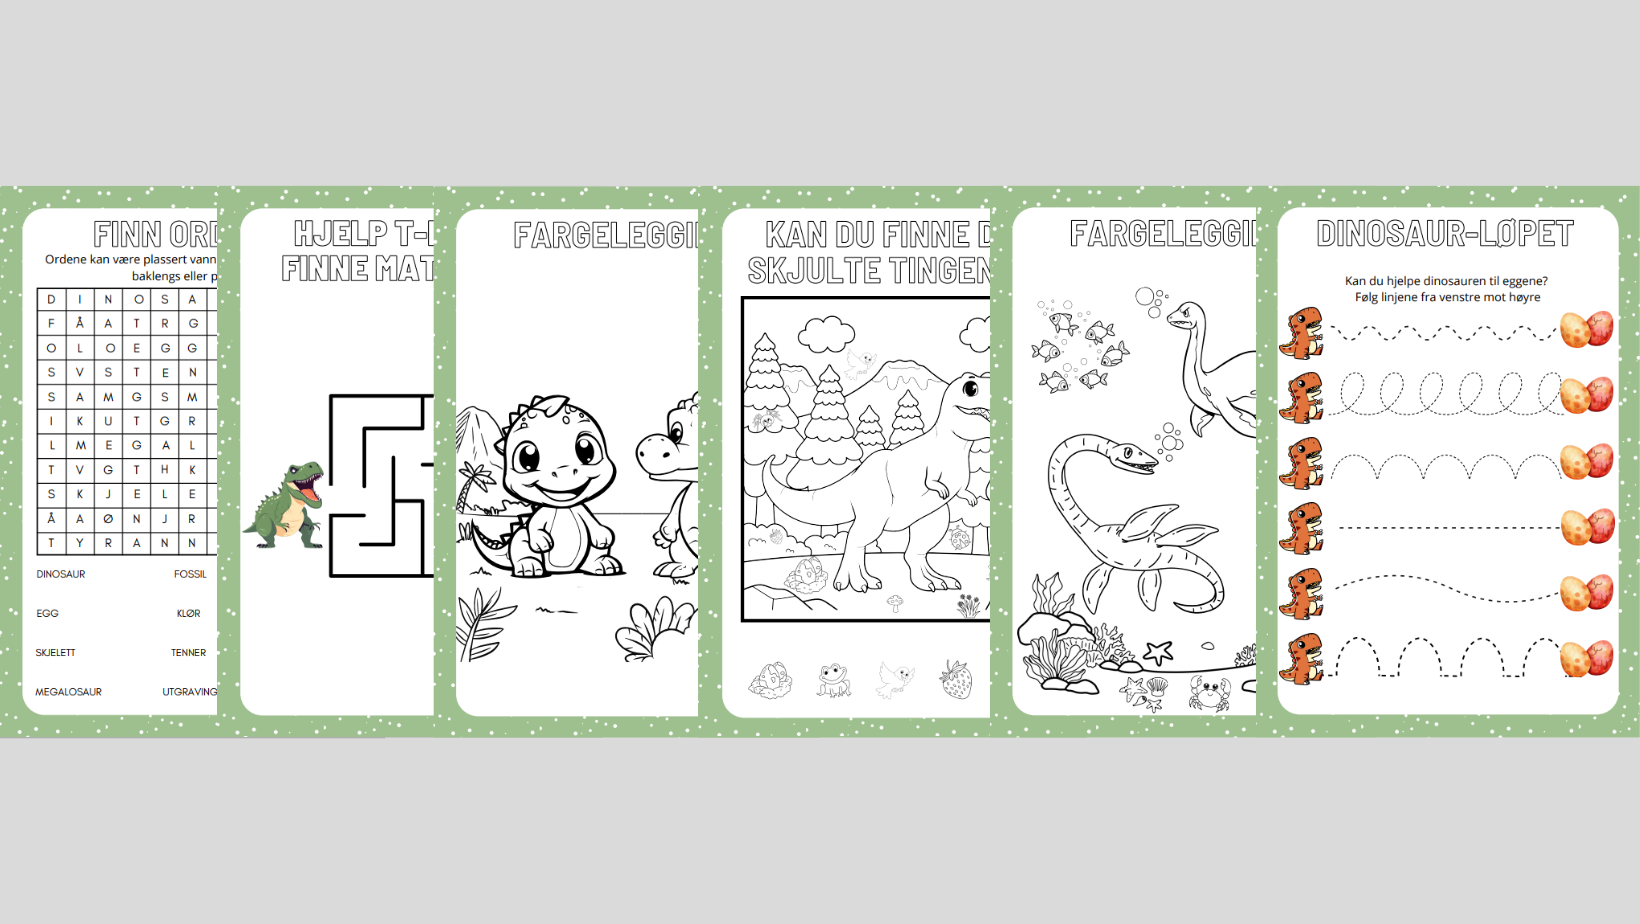 FINN ORD
Ordene kan være plassert vann
baklengs eller p
D I N O S A
F Å A T R G
O L O E G G
S V S T E N
S A M G S M
I K U T G R
L M E G A L
T V G T H K
S K J E L E
Å A Ø N J R
T Y R A N N
DINOSAUR FOSSIL
EGG KLØR
SKJELETT TENNER
MEGALOSAUR UTGRAVING
HJELP T-
FINNE MAT
FARGELEGGI
KAN DU FINNE D
SKJULTE TINGEN
FARGELEGGI
DINOSAUR-LØPET
Kan du hjelpe dinosauren til eggene?
Følg linjene fra venstre mot høyre